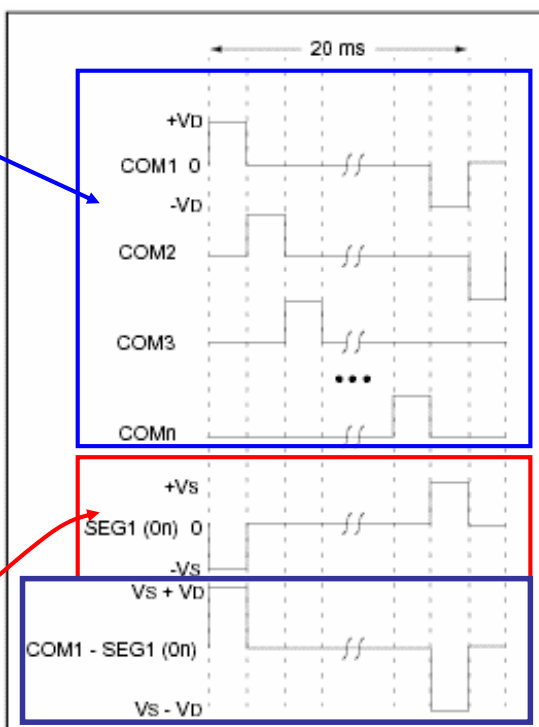 20 ms
+VD
COM1 0
-VD
COM2
COM3
•••
COMn
+VS
SEG1 (0n) 0
-VS
VS + VD
COM1 - SEG1 (0n)
VS - VD